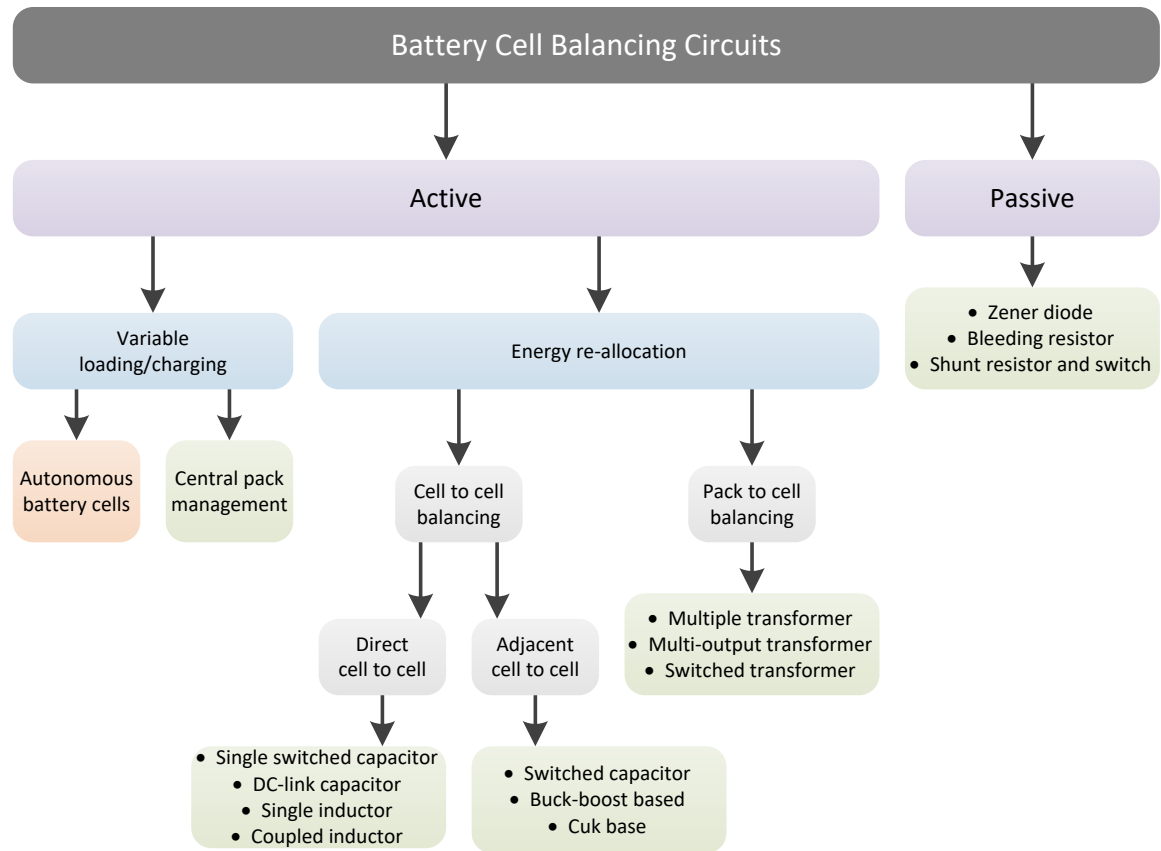 Battery Cell Balancing Circuits
Active
Passive
Variable
loading/charging
Energy re-allocation
• Zener diode
• Bleeding resistor
• Shunt resistor and switch
Autonomous
battery cells
Central pack
management
Cell to cell
balancing
Pack to cell
balancing
Direct
cell to cell
Adjacent
cell to cell
• Multiple transformer
• Multi-output transformer
• Switched transformer
• Single switched capacitor
• DC-link capacitor
• Single inductor
• Coupled inductor
• Switched capacitor
• Buck-boost based
• Cuk base